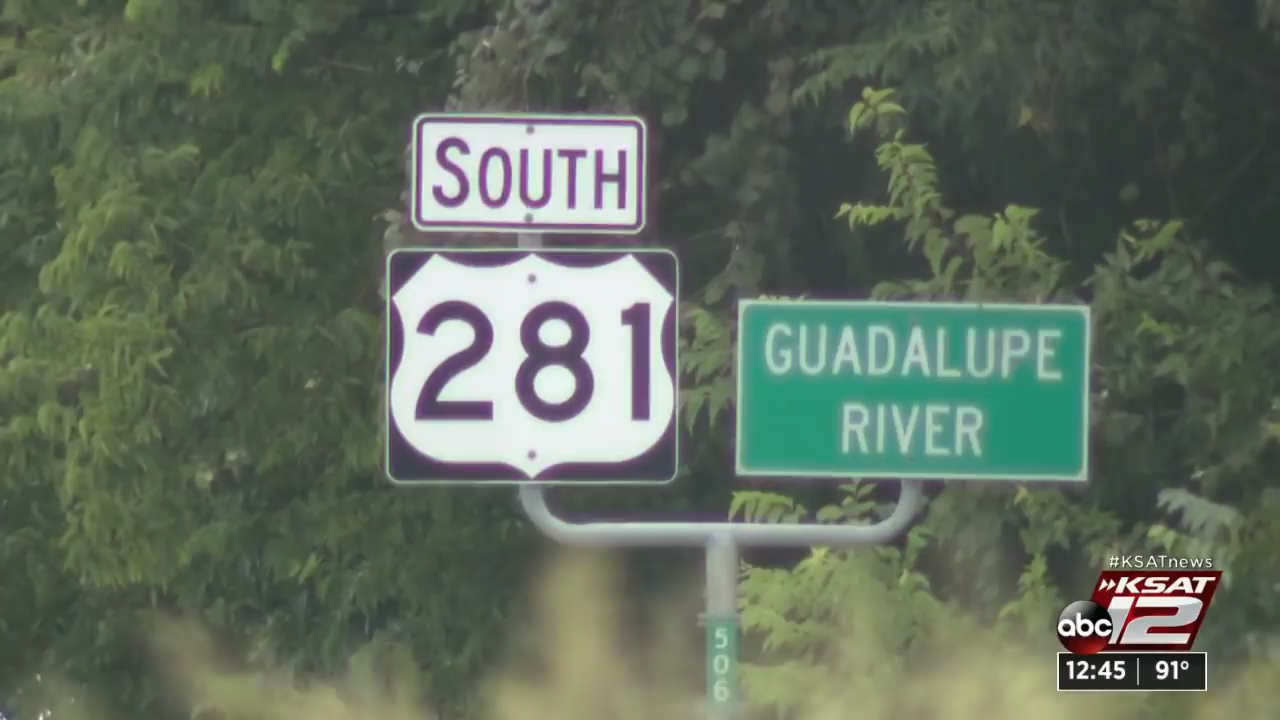 SOUTH
281
GUADALUPE
RIVER
506
#KSATnews
KSAT
abc 12
12:45 91°